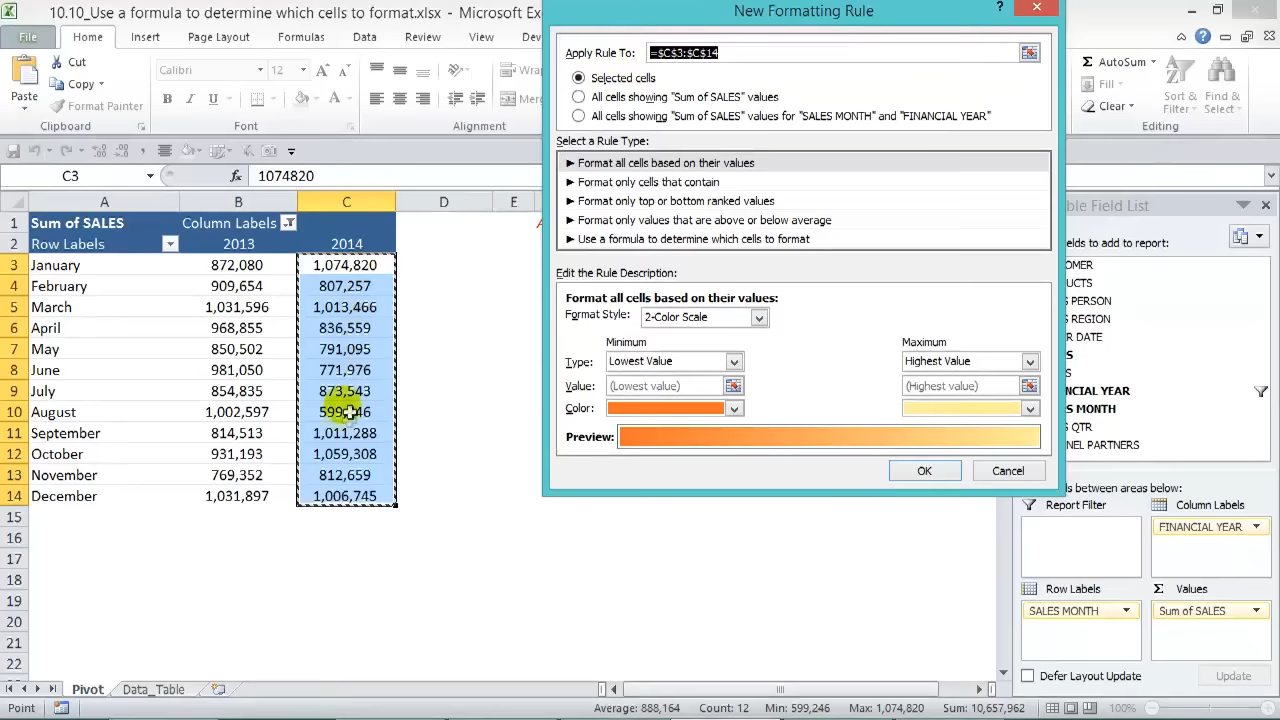 10.10_Use a formula to determine which cells to format.xlsx - Microsoft Ex
New Formatting Rule
?
File Home Insert Page Layout Formulas
Cut
Copy
Format Painter
Paste
Clipboard
Calibri 12
B I U
Font
Wrap
Merg
Alignment
AutoSum
Fill
Clear
Sort & Filter
Find & Select
Editing
C3
fx
1074820
A B C D E
1 Sum of SALES Column Labels
2 Row Labels 2013 2014
3 January 872,080 1,074,820
4 February 909,654 807,257
5 March 1,031,596 1,013,466
6 April 968,855 836,559
7 May 850,502 791,095
8 June 981,050 771,976
9 July 854,835 873,543
10 August 1,002,597 599,246
11 September 814,513 1,011,288
12 October 931,193 1,059,308
13 November 769,352 812,659
14 December 1,031,897 1,006,745
15
16
17
18
19
20
21
22
Apply Rule To: =$C$3:$C$14
Selected cells
All cells showing "Sum of SALES" values
All cells showing "Sum of SALES" values for "SALES MONTH" and "FINANCIAL YEAR"
Select a Rule Type:
► Format all cells based on their values
► Format only cells that contain
► Format only top or bottom ranked values
► Format only values that are above or below average
► Use a formula to determine which cells to format
Edit the Rule Description:
Format all cells based on their values:
Format Style: 2-Color Scale
Minimum Maximum
Type: Lowest Value Highest Value
Value: (Lowest value) (Highest value)
Color:
Preview:
OK Cancel
ble Field List
elds to add to report:
OMER
UCTS
S PERSON
S REGION
R DATE
S
NCIAL YEAR
S MONTH
S QTR
NEL PARTNERS
s between areas below:
Report Filter Column Labels
FINANCIAL YEAR
Row Labels Σ Values
SALES MONTH Sum of SALES
Defer Layout Update Update
Pivot Data_Table
Point
Average: 888,164 Count: 12 Min: 599,246 Max: 1,074,820 Sum: 10,657,962
100%